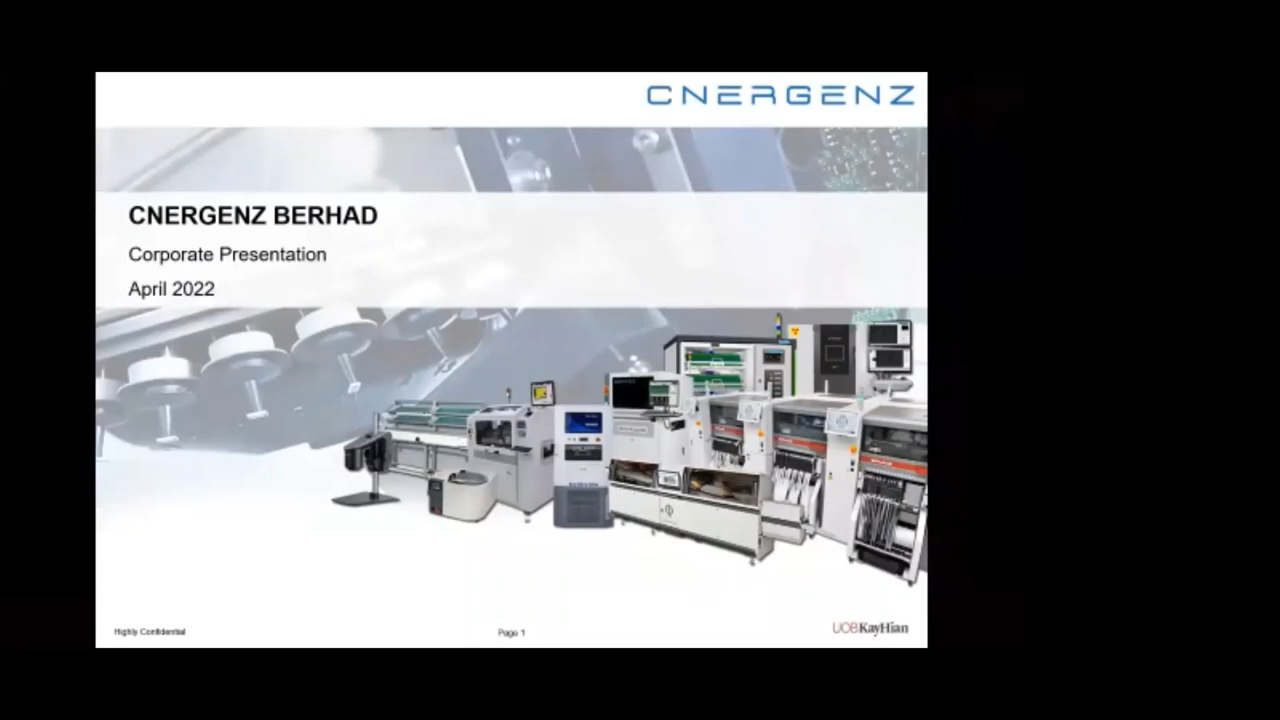 CNERGENZ
CNERGENZ BERHAD
Corporate Presentation
April 2022
Highly Confidential
Page 1
UOBKayHian